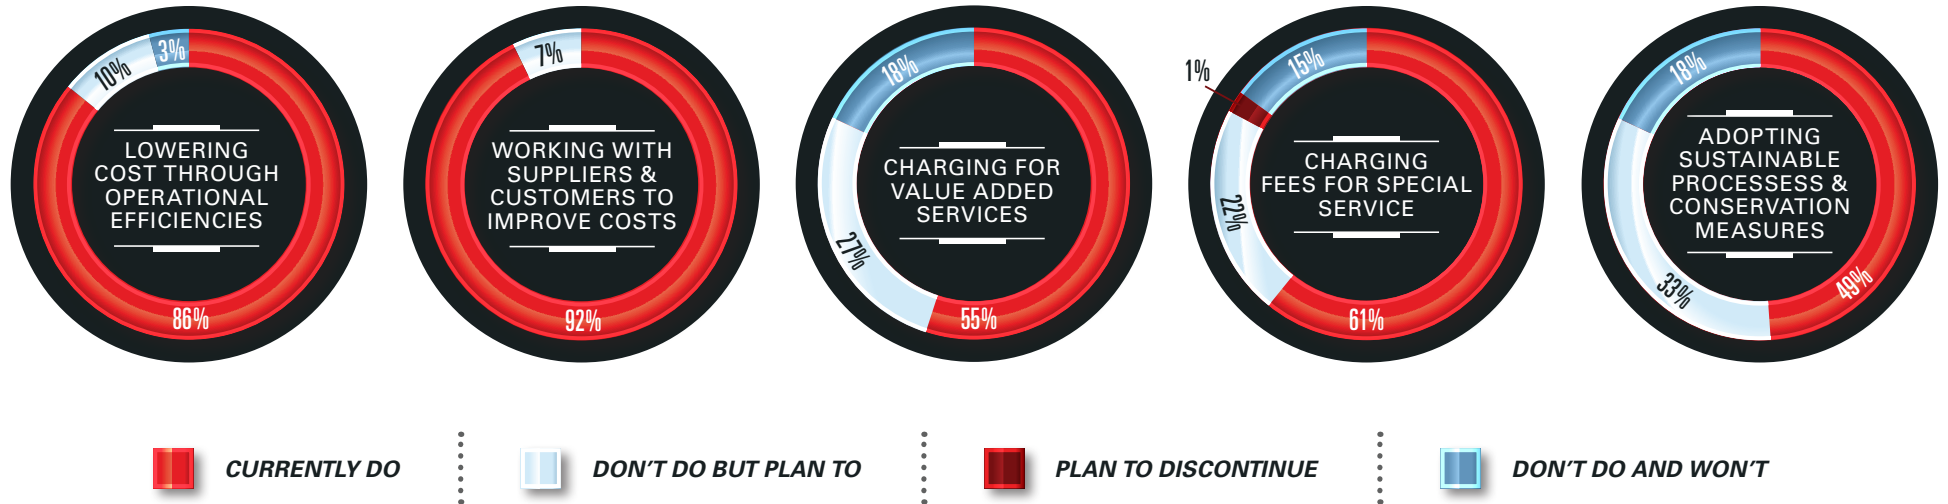 3%
10%
LOWERING
COST THROUGH
OPERATIONAL
EFFICIENCIES
86%
7%
WORKING WITH
SUPPLIERS &
CUSTOMERS TO
IMPROVE COSTS
92%
18%
CHARGING FOR
VALUE ADDED
SERVICES
27%
55%
15%
1%
CHARGING
FEES FOR SPECIAL
SERVICE
22%
61%
18%
ADOPTING
SUSTAINABLE
PROCESSESS &
CONSERVATION
MEASURES
33%
49%
CURRENTLY DO
DON'T DO BUT PLAN TO
PLAN TO DISCONTINUE
DON'T DO AND WON'T